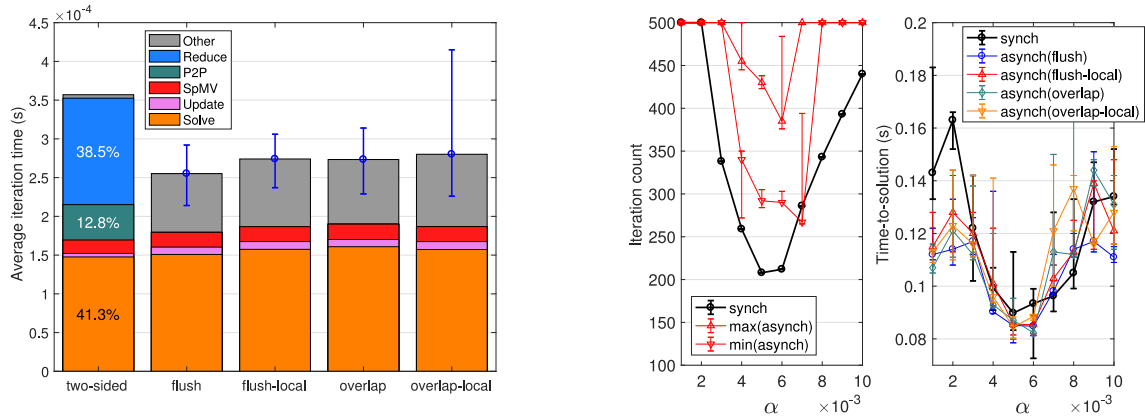 ×10⁻⁴
Average iteration time (s)
4.5
4
3.5
3
2.5
2
1.5
1
0.5
0
Other
Reduce
P2P
SpMV
Update
Solve
38.5%
12.8%
41.3%
two-sided
flush
flush-local
overlap
overlap-local
Iteration count
500
450
400
350
300
250
200
150
100
synch
max(asynch)
min(asynch)
2
4
6
8
10
α
×10⁻³
Time-to-solution (s)
0.2
0.18
0.16
0.14
0.12
0.1
0.08
synch
asynch(flush)
asynch(flush-local)
asynch(overlap)
asynch(overlap-local)
2
4
6
8
10
α
×10⁻³